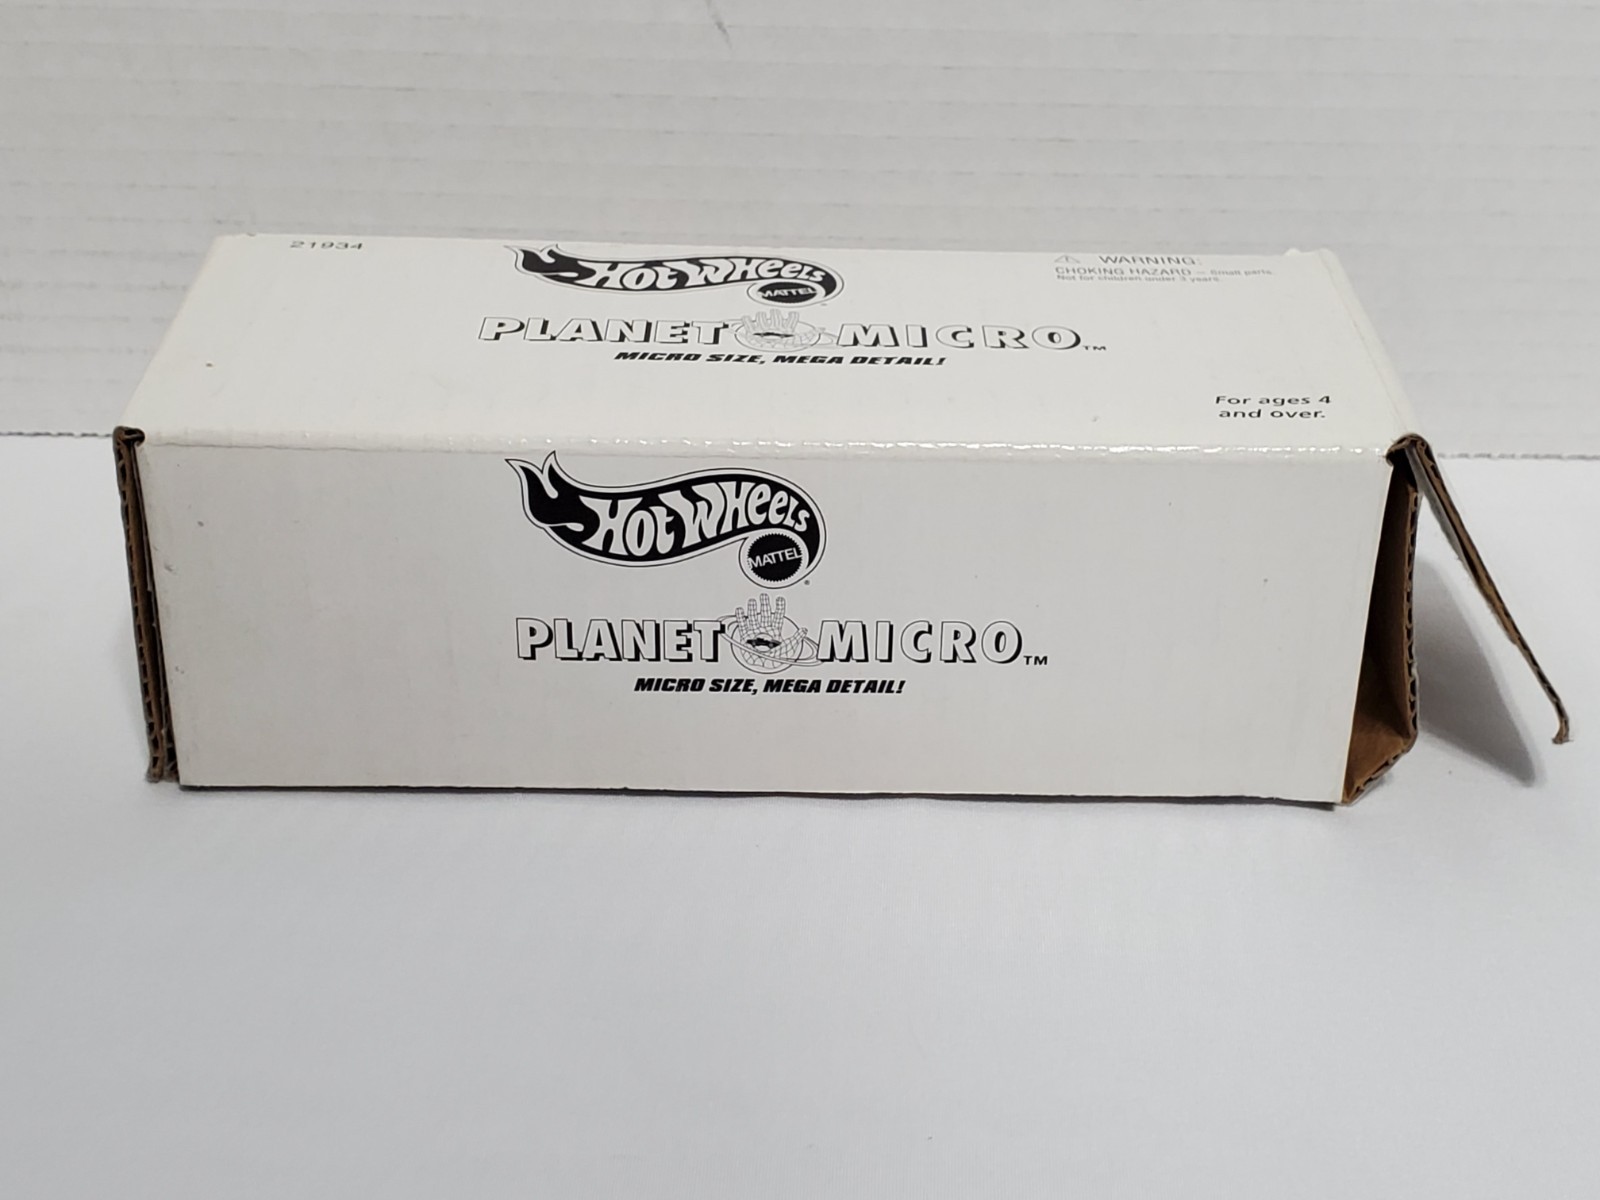 21934
HOT WHEELS
MATTEL
™
PLANET MICRO™
MICRO SIZE, MEGA DETAIL!
WARNING:
CHOKING HAZARD — Small parts.
Not for children under 3 years.
For ages 4
and over.
HOT WHEELS
MATTEL
®
PLANET MICRO™
MICRO SIZE, MEGA DETAIL!